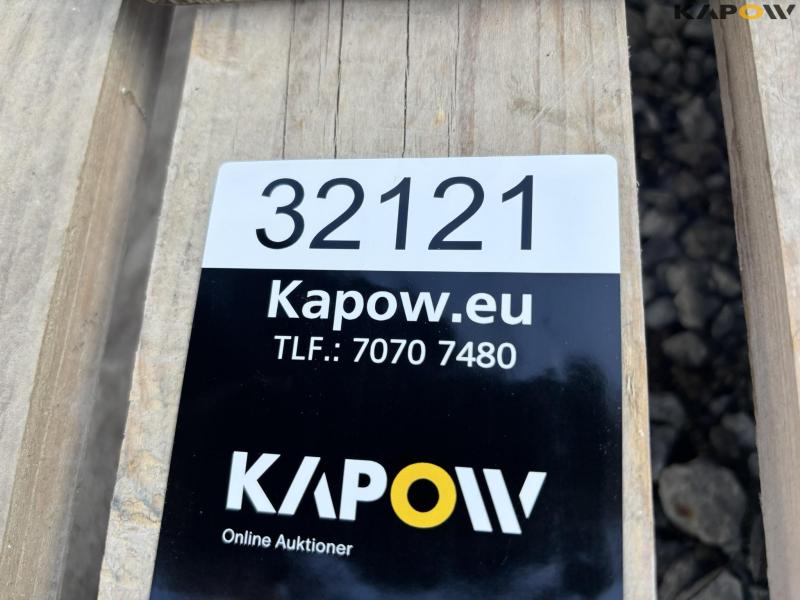 KAPOW
32121
Kapow.eu
TLF.: 7070 7480
KAPOW
Online Auktioner